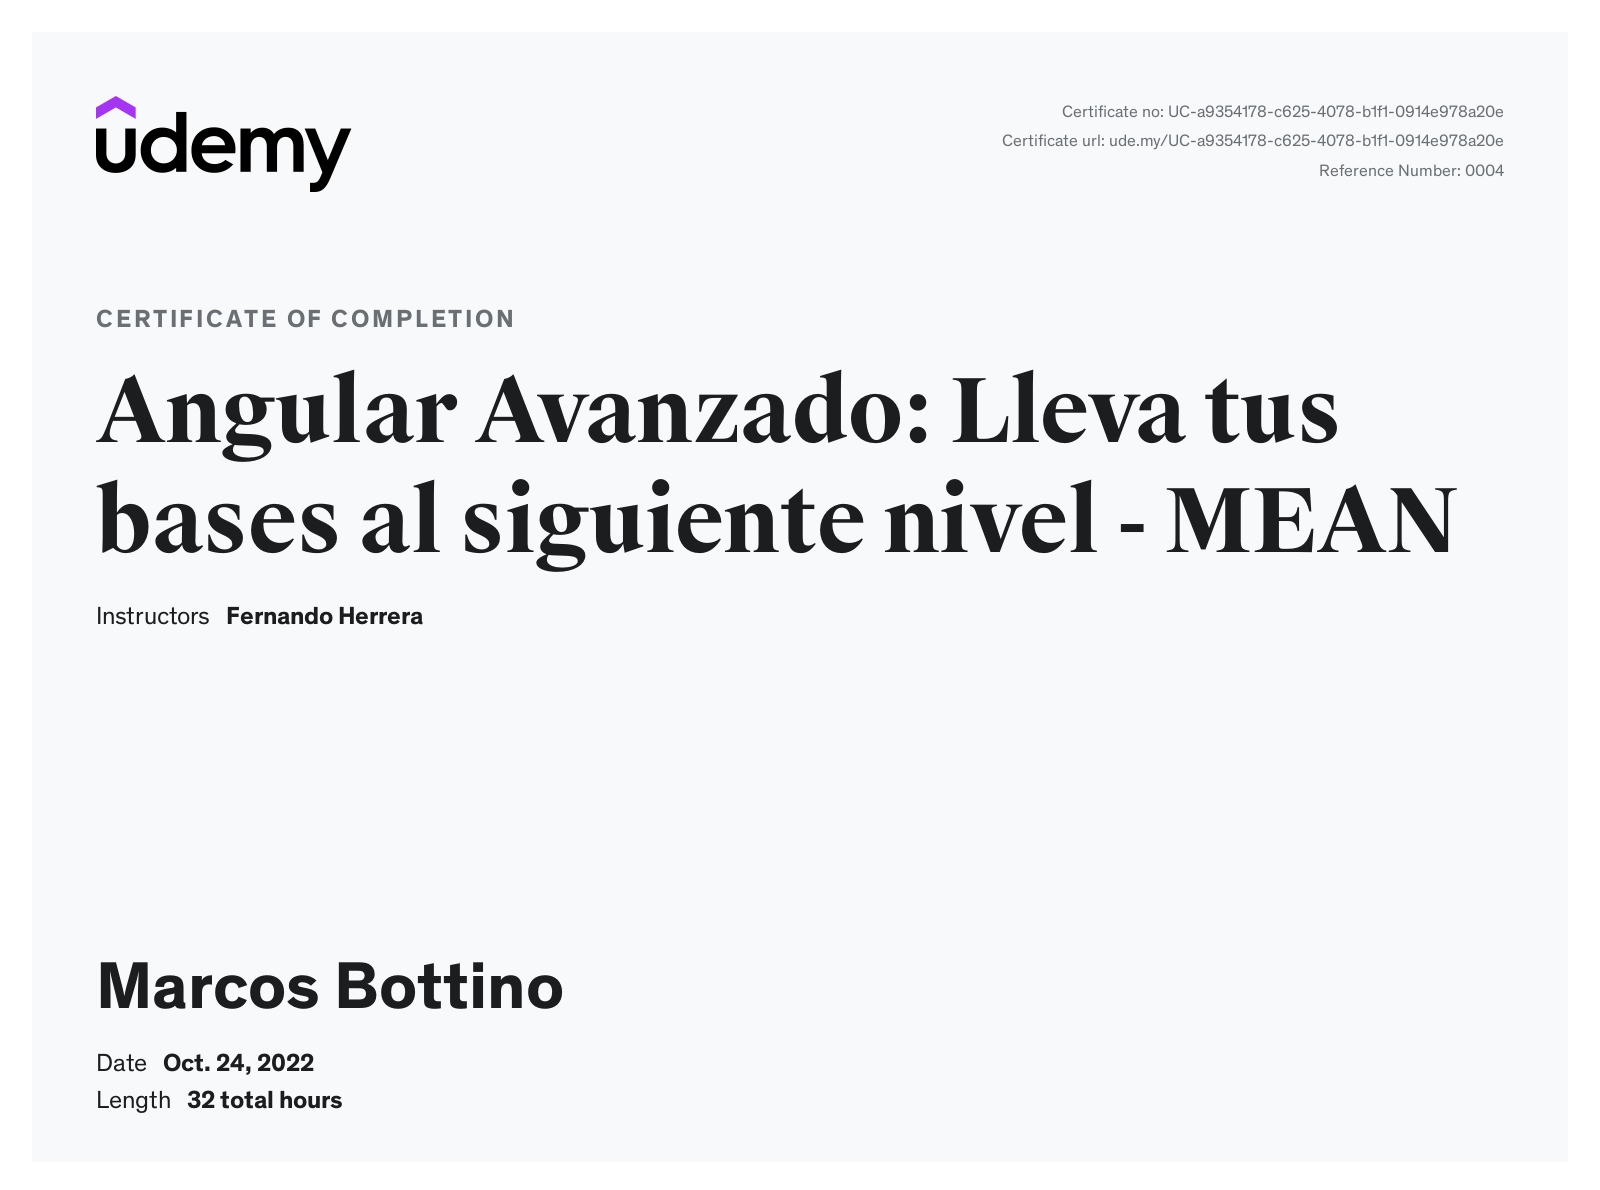 udemy
Certificate no: UC-a9354178-c625-4078-b1f1-0914e978a20e
Certificate url: ude.my/UC-a9354178-c625-4078-b1f1-0914e978a20e
Reference Number: 0004
CERTIFICATE OF COMPLETION
Angular Avanzado: Lleva tus
bases al siguiente nivel - MEAN
Instructors Fernando Herrera
Marcos Bottino
Date Oct. 24, 2022
Length 32 total hours